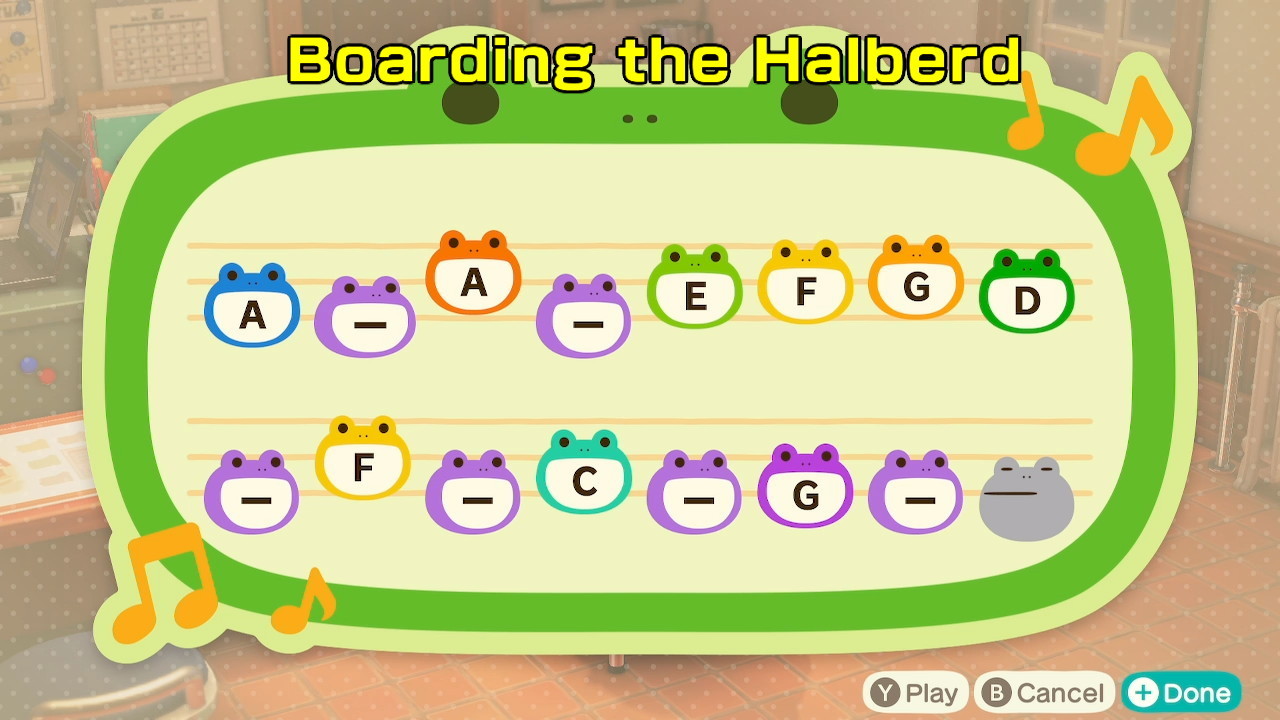 Boarding the Halberd
A — A — E F G D
— F — C — G —
Y Play B Cancel + Done